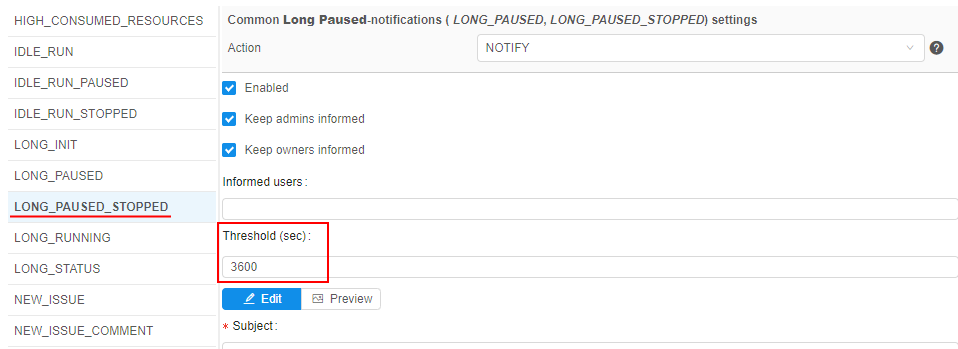 HIGH_CONSUMED_RESOURCES
IDLE_RUN
IDLE_RUN_PAUSED
IDLE_RUN_STOPPED
LONG_INIT
LONG_PAUSED
LONG_PAUSED_STOPPED
LONG_RUNNING
LONG_STATUS
NEW_ISSUE
NEW_ISSUE_COMMENT
Common Long Paused-notifications ( LONG_PAUSED, LONG_PAUSED_STOPPED) settings
Action NOTIFY ?
Enabled
Keep admins informed
Keep owners informed
Informed users :
Threshold (sec) :
3600
Edit Preview
* Subject :